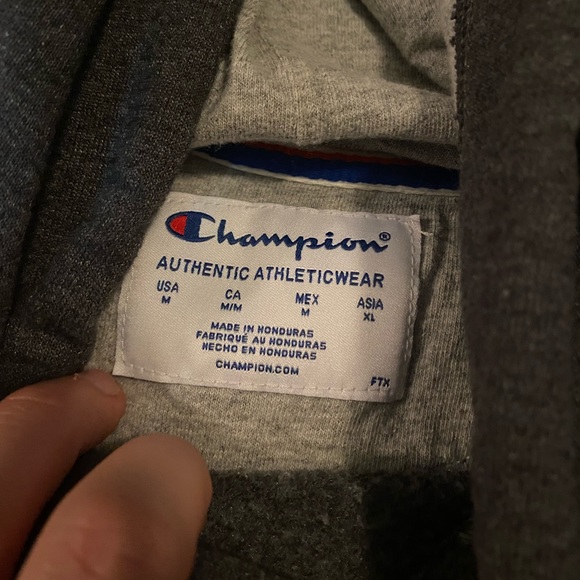 Champion®
AUTHENTIC ATHLETICWEAR
USA CA MEX ASIA
M M/M M XL
MADE IN HONDURAS
FABRIQUÉ AU HONDURAS
HECHO EN HONDURAS
CHAMPION.COM
FTX